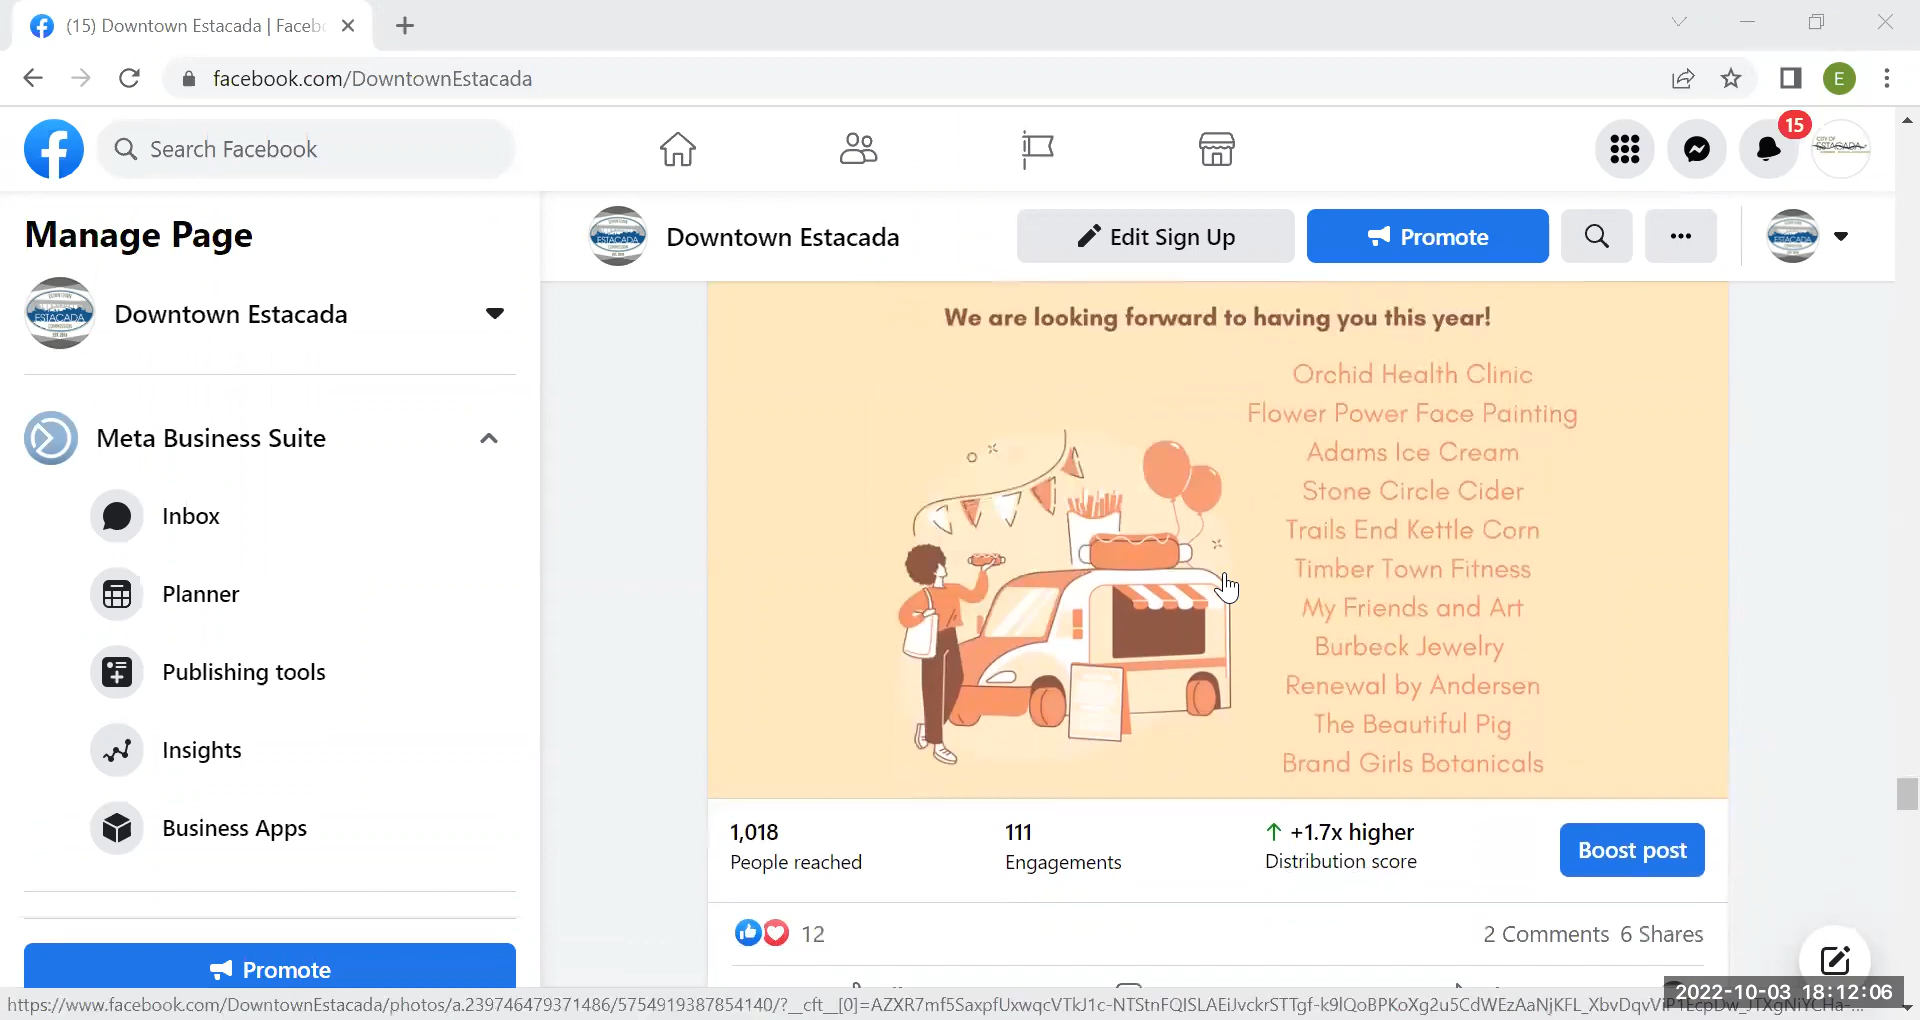 (15) Downtown Estacada | Faceb
facebook.com/DowntownEstacada
E
Search Facebook
15
CITY OF
ESTACADA
Manage Page
Downtown Estacada
Edit Sign Up
Promote
ESTACADA
Downtown Estacada
We are looking forward to having you this year!
Meta Business Suite
Orchid Health Clinic
Flower Power Face Painting
Adams Ice Cream
Stone Circle Cider
Trails End Kettle Corn
Timber Town Fitness
My Friends and Art
Burbeck Jewelry
Renewal by Andersen
The Beautiful Pig
Brand Girls Botanicals
Inbox
Planner
Publishing tools
Insights
Business Apps
1,018
People reached
111
Engagements
+1.7x higher
Distribution score
Boost post
12
2 Comments 6 Shares
Promote
2022-10-03 18:12:06